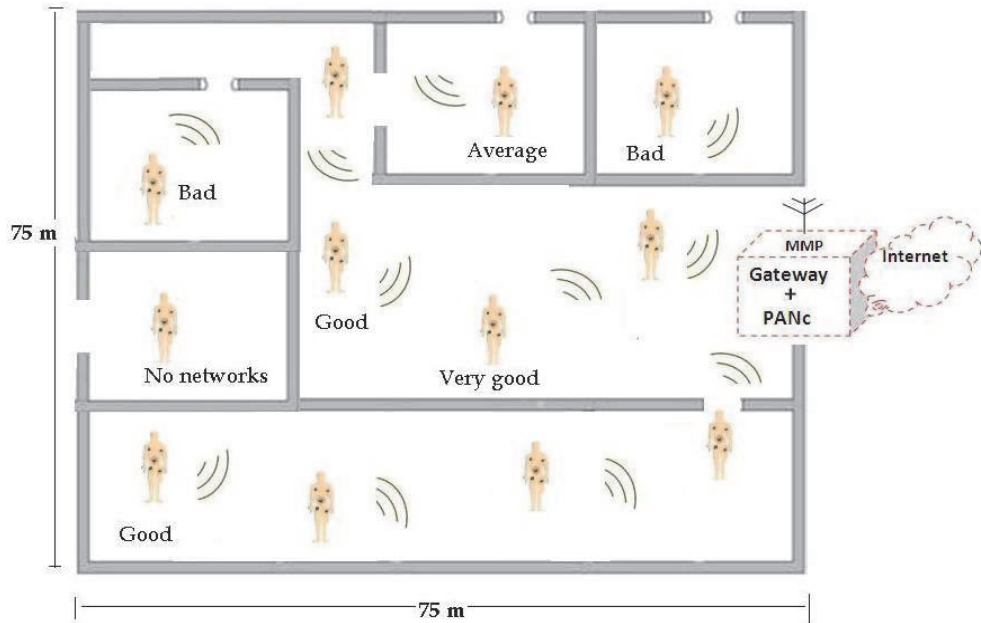 Average
Bad
Bad
75 m
MMP
Internet
Gateway
+
PANc
Good
No networks
Very good
Good
75 m